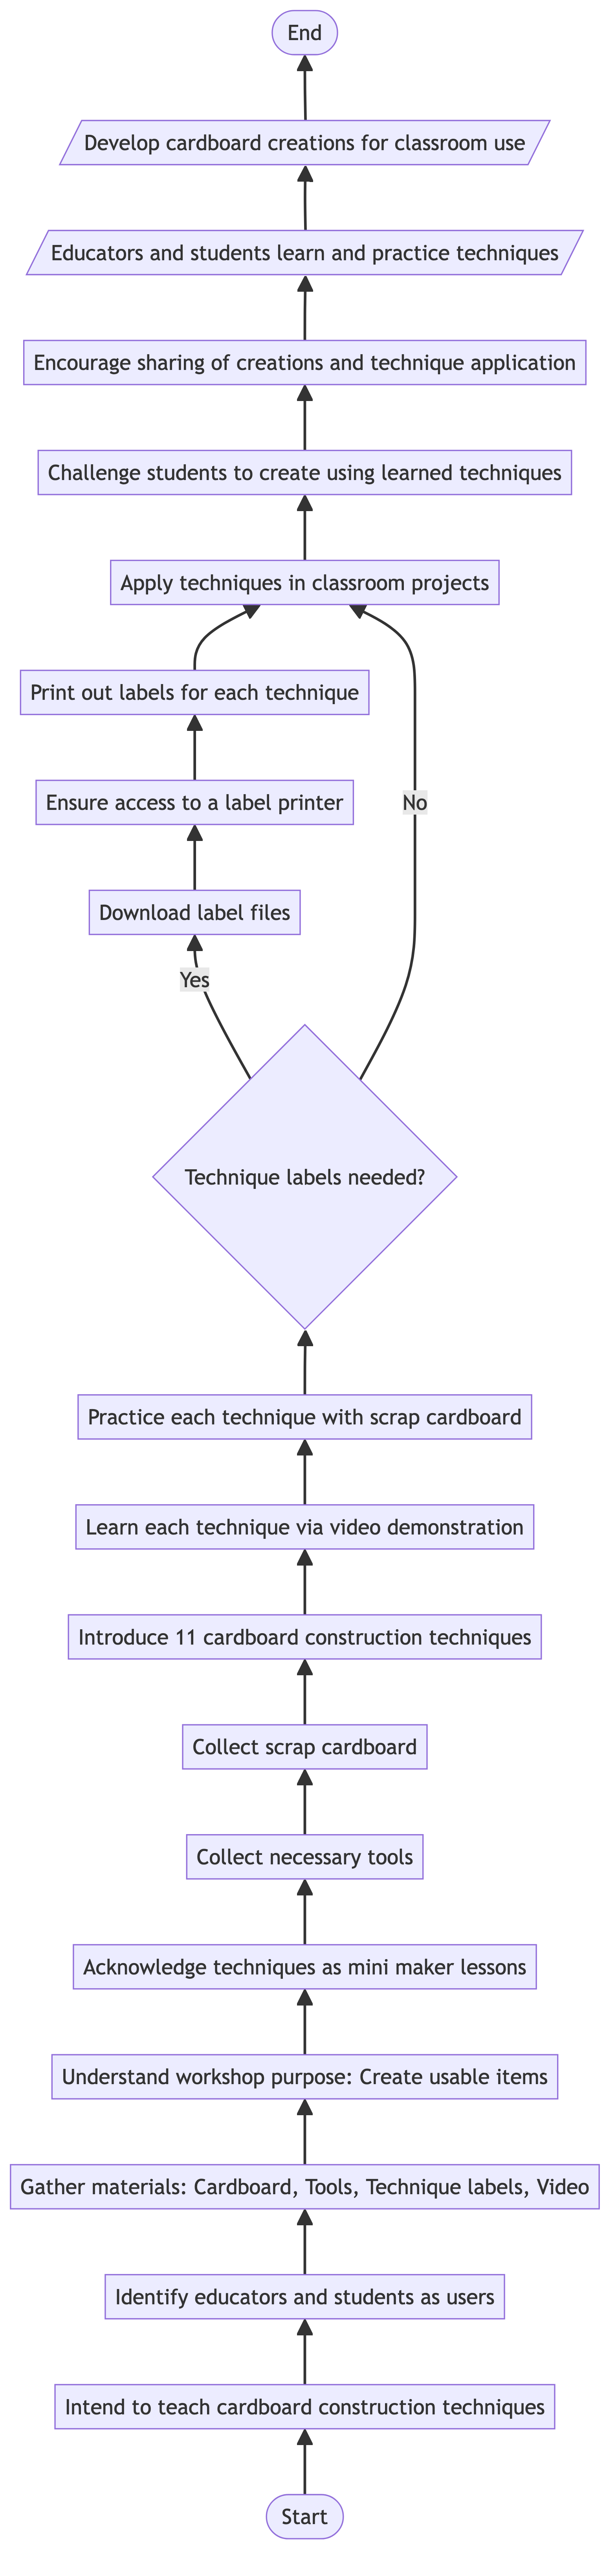 End
Develop cardboard creations for classroom use
Educators and students learn and practice techniques
Encourage sharing of creations and technique application
Challenge students to create using learned techniques
Apply techniques in classroom projects
Print out labels for each technique
Ensure access to a label printer
No
Download label files
Yes
Technique labels needed?
Practice each technique with scrap cardboard
Learn each technique via video demonstration
Introduce 11 cardboard construction techniques
Collect scrap cardboard
Collect necessary tools
Acknowledge techniques as mini maker lessons
Understand workshop purpose: Create usable items
Gather materials: Cardboard, Tools, Technique labels, Video
Identify educators and students as users
Intend to teach cardboard construction techniques
Start